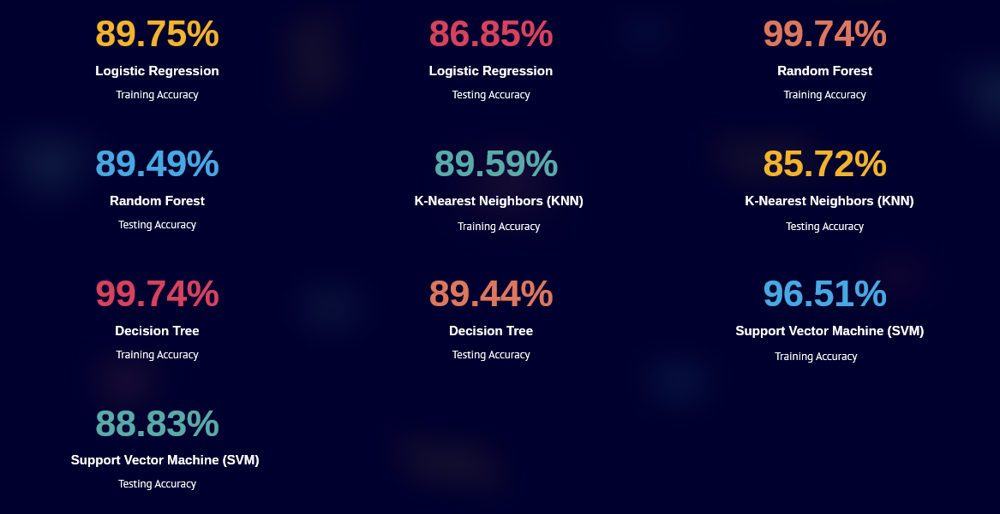 89.75%
Logistic Regression
Training Accuracy
86.85%
Logistic Regression
Testing Accuracy
99.74%
Random Forest
Training Accuracy
89.49%
Random Forest
Testing Accuracy
89.59%
K-Nearest Neighbors (KNN)
Training Accuracy
85.72%
K-Nearest Neighbors (KNN)
Testing Accuracy
99.74%
Decision Tree
Training Accuracy
89.44%
Decision Tree
Testing Accuracy
96.51%
Support Vector Machine (SVM)
Training Accuracy
88.83%
Support Vector Machine (SVM)
Testing Accuracy